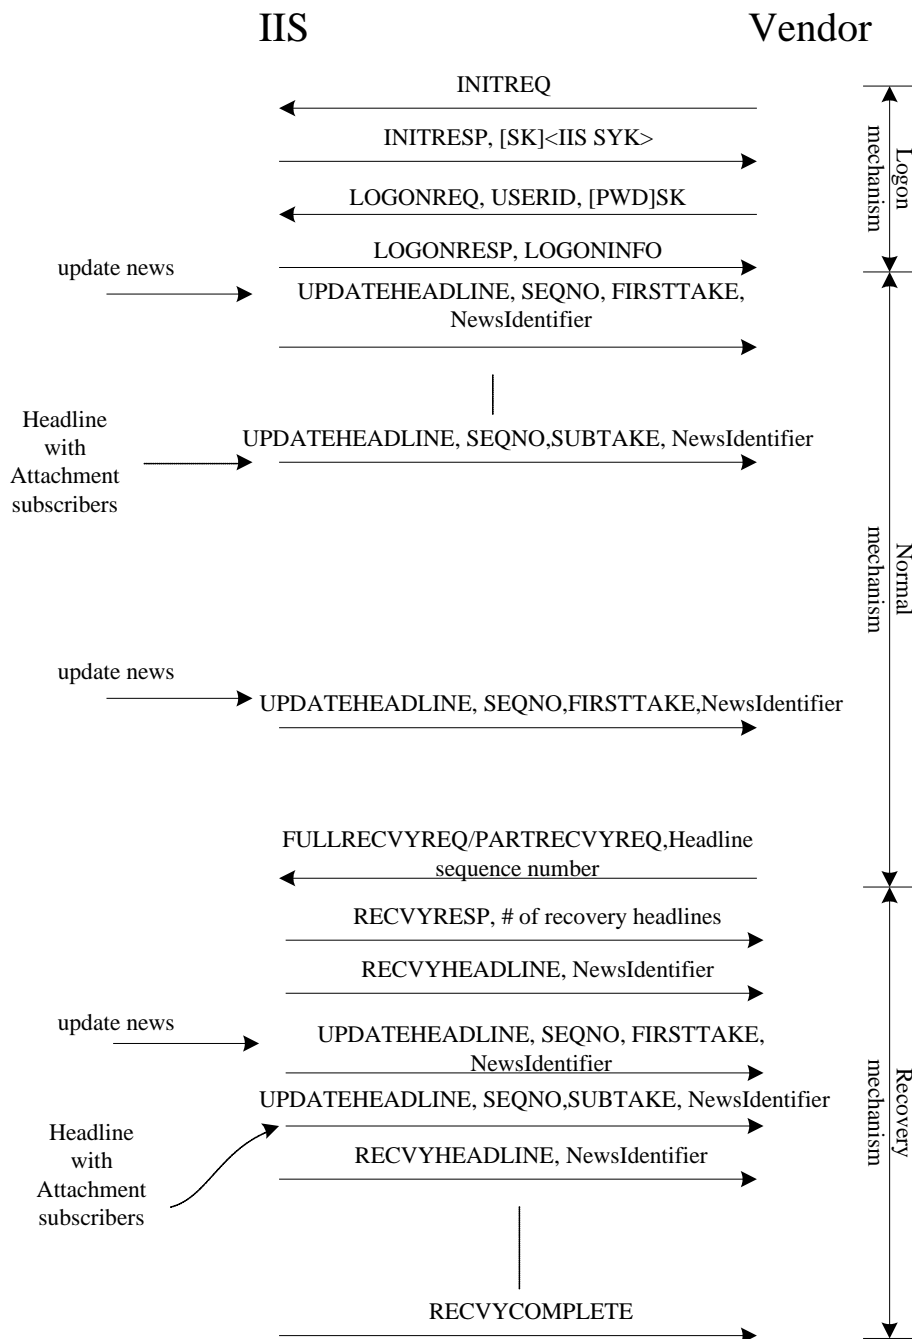 IIS
Vendor
INITREQ
INITRESP, [SK]<IIS SYK>
LOGONREQ, USERID, [PWD]SK
LOGONRESP, LOGONINFO
Logon
mechanism
update news
UPDATEHEADLINE, SEQNO, FIRSTTAKE,
NewsIdentifier
Headline
with
Attachment
subscribers
UPDATEHEADLINE, SEQNO,SUBTAKE, NewsIdentifier
Normal
mechanism
update news
UPDATEHEADLINE, SEQNO,FIRSTTAKE,NewsIdentifier
FULLRECVYREQ/PARTRECVYREQ,Headline
sequence number
RECVYRESP, # of recovery headlines
RECVYHEADLINE, NewsIdentifier
update news
UPDATEHEADLINE, SEQNO, FIRSTTAKE,
NewsIdentifier
UPDATEHEADLINE, SEQNO,SUBTAKE, NewsIdentifier
Headline
with
Attachment
subscribers
RECVYHEADLINE, NewsIdentifier
Recovery
mechanism
RECVYCOMPLETE